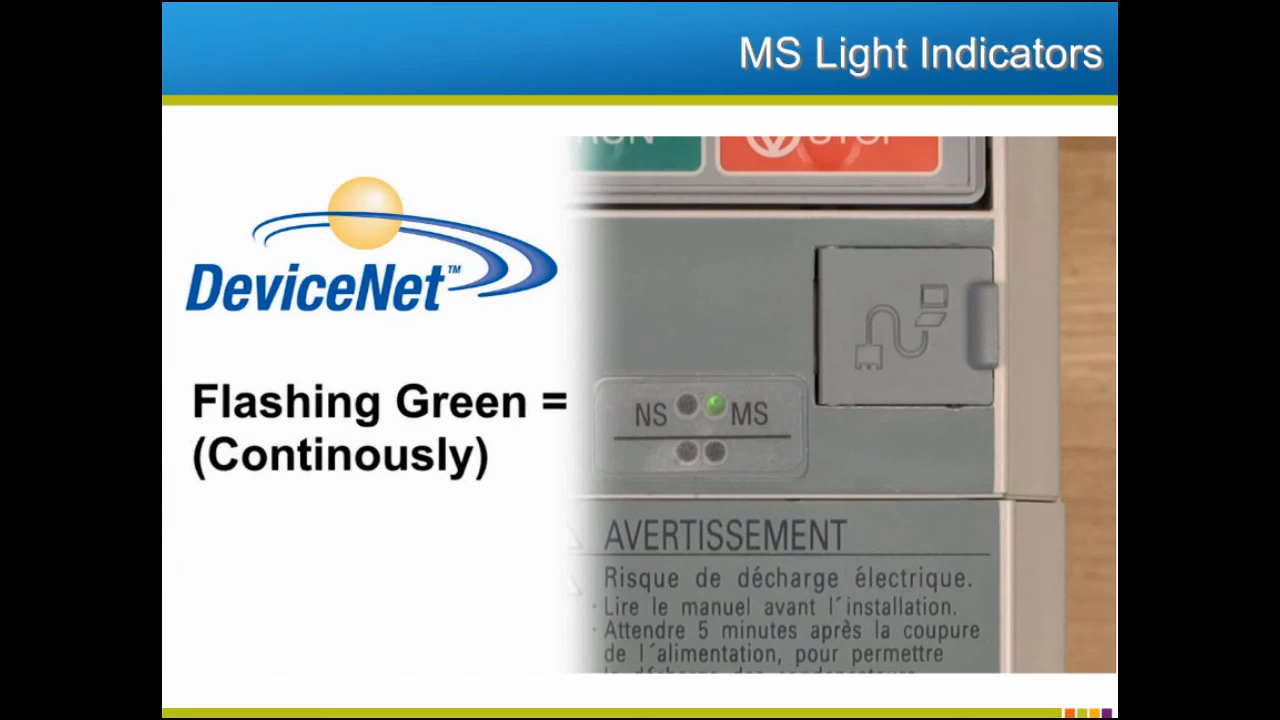 MS Light Indicators
STOP
DeviceNet™
Flashing Green =
(Continously)
NS MS
AVERTISSEMENT
Risque de décharge électrique.
· Lire le manuel avant l´installation.
· Attendre 5 minutes après la coupure
de l´alimentation, pour permettre